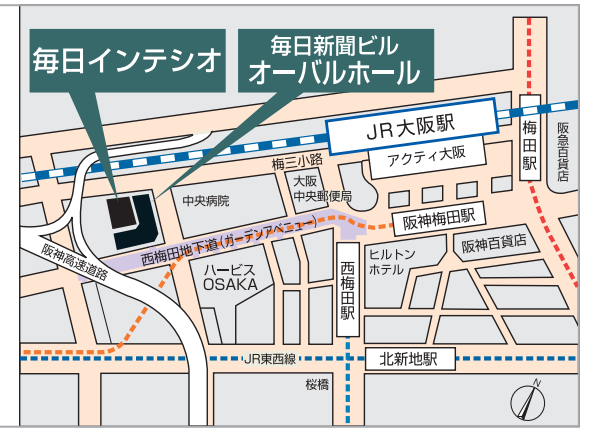 毎日インテシオ
毎日新聞ビル
オーバルホール
JR大阪駅
梅田駅
阪急百貨店
アクティ大阪
梅三小路
大阪
中央郵便局
中央病院
阪神梅田駅
西梅田地下道(ガーデンアベニュー)
阪神百貨店
ヒルトン
ホテル
西梅田駅
ハービス
OSAKA
阪神高速道路
JR東西線
北新地駅
桜橋
N